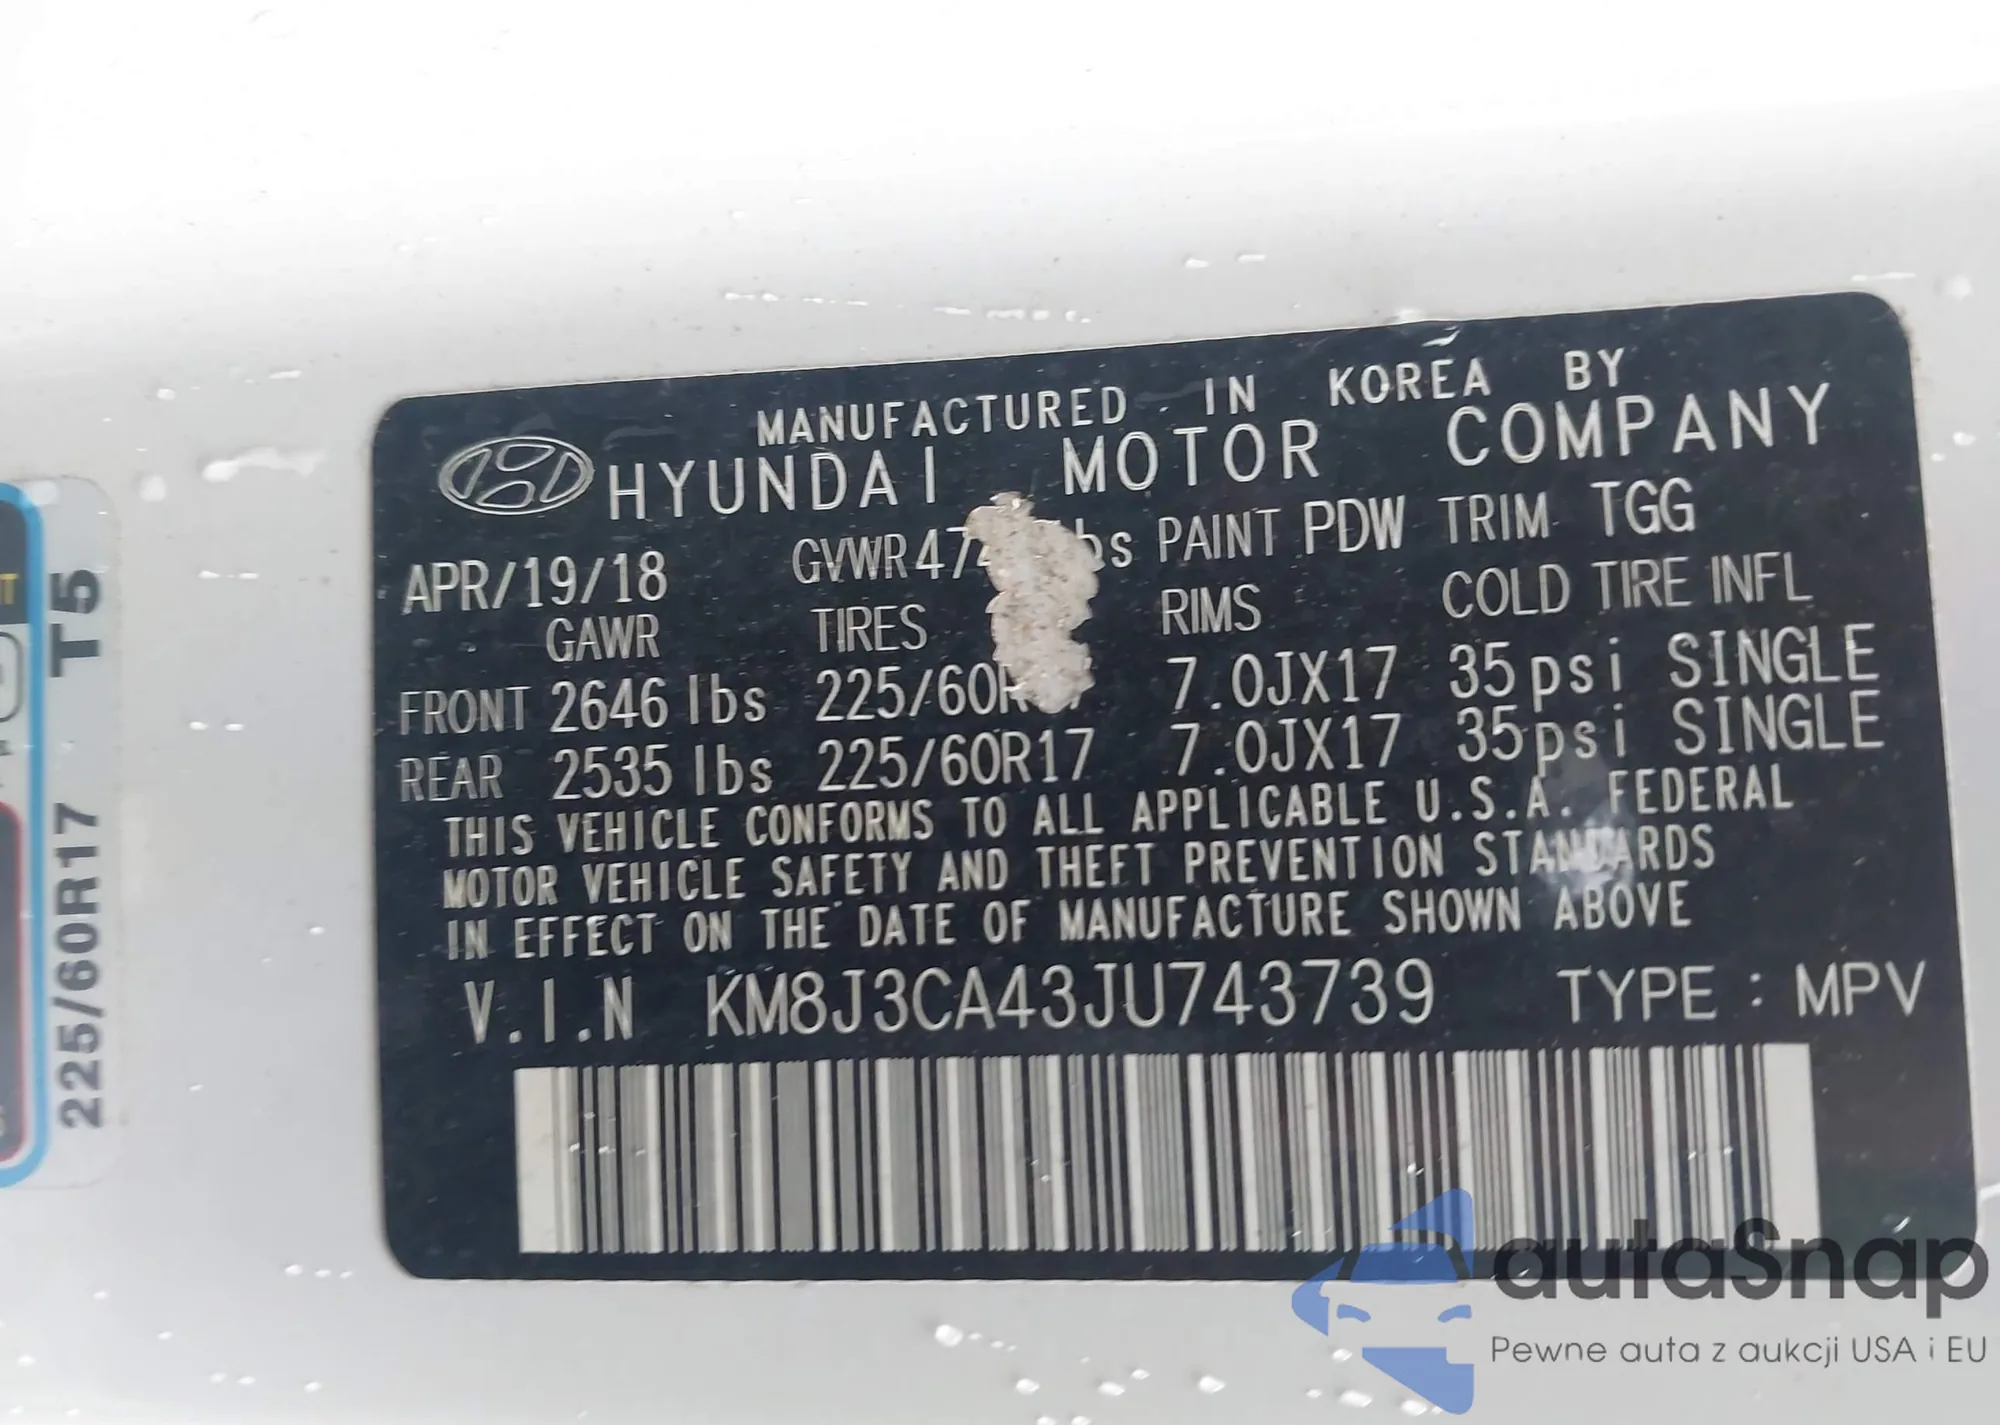 MANUFACTURED IN KOREA BY
HYUNDAI MOTOR COMPANY
APR/19/18 GVWR PAINT PDW TRIM TGG
GAWR TIRES RIMS COLD TIRE INFL
FRONT 2646 lbs 7.0JX17 35psi SINGLE
REAR 2535 lbs 225/60R17 7.0JX17 35psi SINGLE
THIS VEHICLE CONFORMS TO ALL APPLICABLE U.S.A. FEDERAL
MOTOR VEHICLE SAFETY AND THEFT PREVENTION STANDARDS
IN EFFECT ON THE DATE OF MANUFACTURE SHOWN ABOVE
V.I.N KM8J3CA43JU743739 TYPE : MPV
225/60R17 T5
autaSnap
Pewne auta z aukcji USA i EU